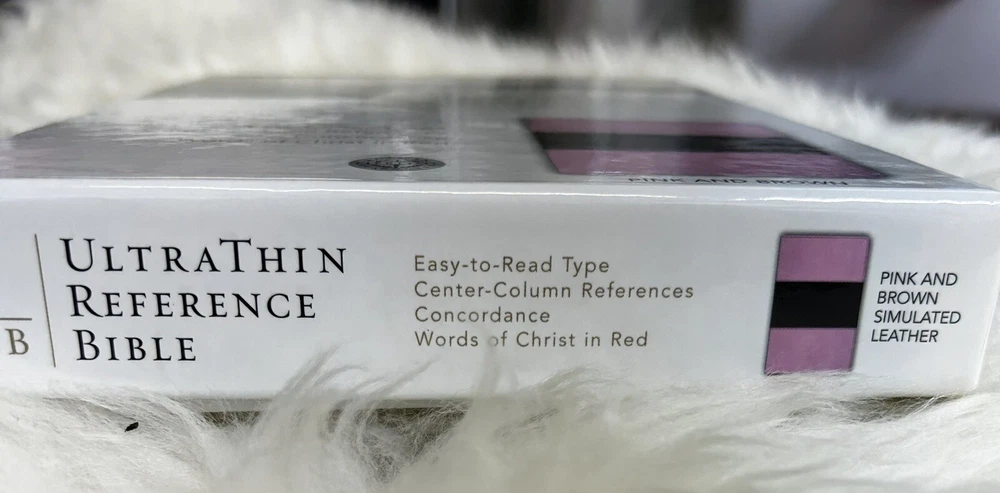 PINK AND BROWN
B
ULTRATHIN
REFERENCE
BIBLE
Easy-to-Read Type
Center-Column References
Concordance
Words of Christ in Red
PINK AND
BROWN
SIMULATED
LEATHER